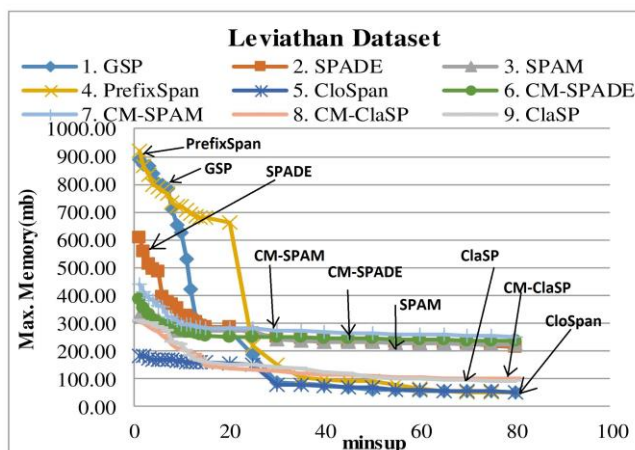 Leviathan Dataset
1. GSP 2. SPADE 3. SPAM
4. PrefixSpan 5. CloSpan 6. CM-SPADE
7. CM-SPAM 8. CM-ClaSP 9. ClaSP
1000.00
900.00
800.00
700.00
600.00
500.00
400.00
300.00
200.00
100.00
0.00
Max. Memory(mb)
PrefixSpan
GSP
SPADE
CM-SPAM
CM-SPADE
SPAM
ClaSP
CM-ClaSP
CloSpan
0 20 40 60 80 100
minsup